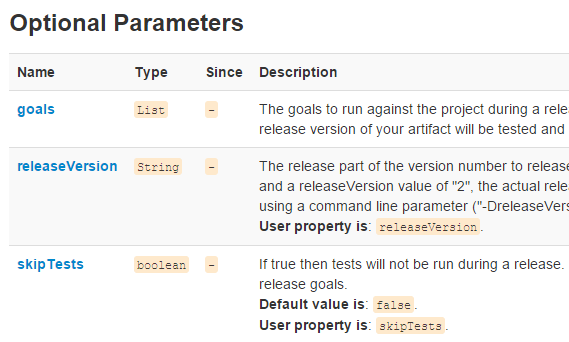 Optional Parameters
Name Type Since Description
goals List - The goals to run against the project during a rele
release version of your artifact will be tested and
releaseVersion String - The release part of the version number to release
and a releaseVersion value of "2", the actual rele
using a command line parameter ("-DreleaseVers
User property is: releaseVersion.
skipTests boolean - If true then tests will not be run during a release.
release goals.
Default value is: false.
User property is: skipTests.